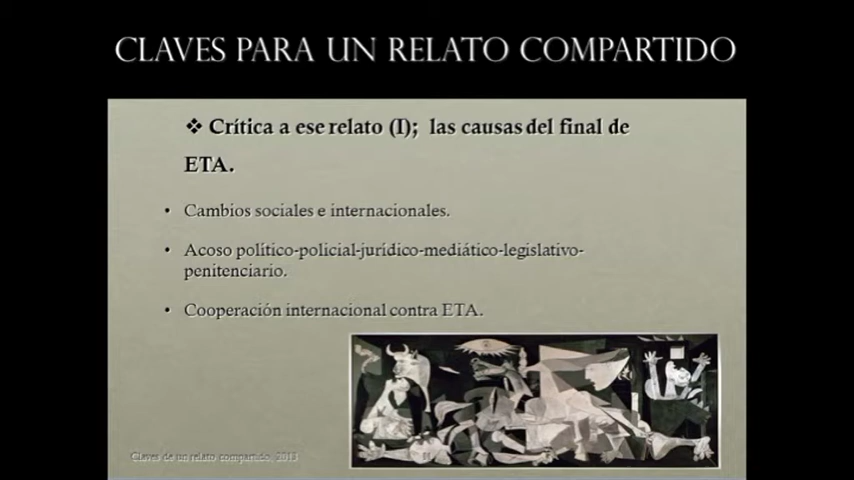 CLAVES PARA UN RELATO COMPARTIDO
❖ Crítica a ese relato (I); las causas del final de
ETA.
• Cambios sociales e internacionales.
• Acoso político-policial-jurídico-mediático-legislativo-
penitenciario.
• Cooperación internacional contra ETA.
Claves de un relato compartido, 2013